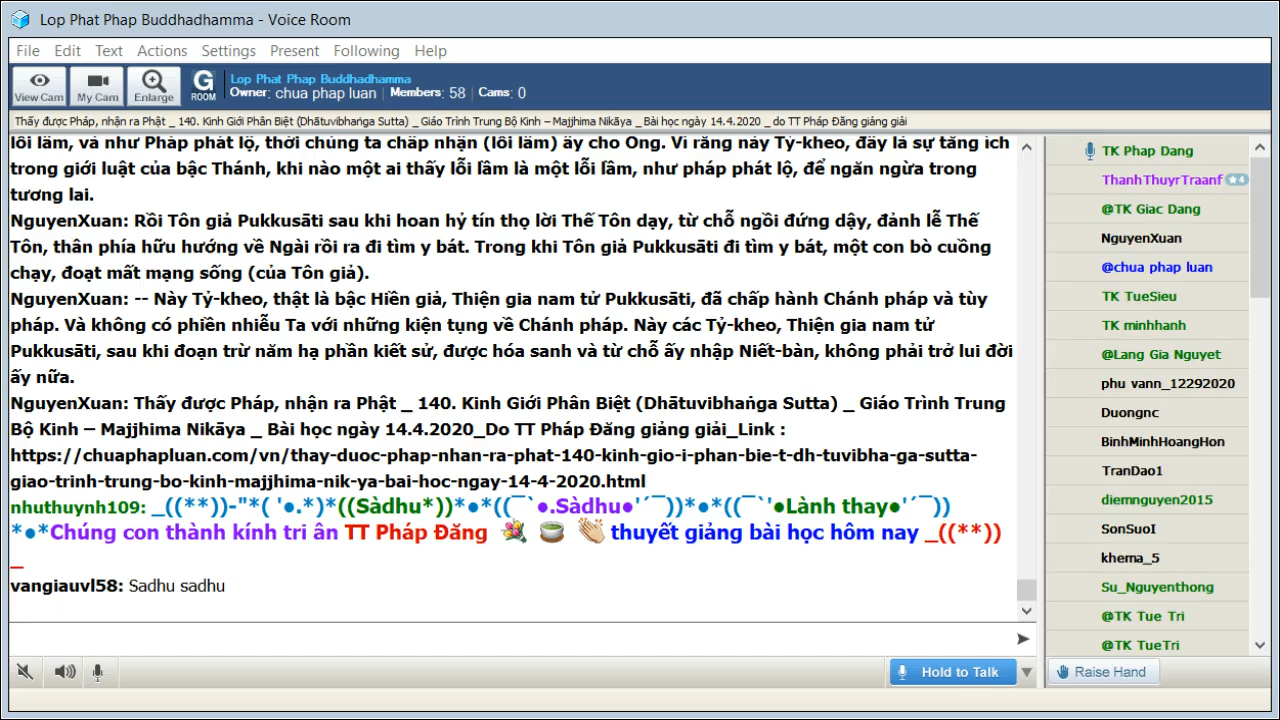 Lop Phat Phap Buddhadhamma - Voice Room
File Edit Text Actions Settings Present Following Help
View Cam My Cam Enlarge G ROOM
Lop Phat Phap Buddhadhamma
Owner: chua phap luan Members: 58 Cams: 0
Thấy được Pháp, nhận ra Phật _ 140. Kinh Giới Phân Biệt (Dhātuvibhaṅga Sutta) _ Giáo Trình Trung Bộ Kinh – Majjhima Nikāya _ Bài học ngày 14.4.2020 _ do TT Pháp Đăng giảng giải
lỗi lầm, và như Pháp phát lộ, thời chúng ta chấp nhận (lỗi lầm) ấy cho Ong. Vì rằng này Tỷ-kheo, đây là sự tăng ích
trong giới luật của bậc Thánh, khi nào một ai thấy lỗi lầm là một lỗi lầm, như pháp phát lộ, để ngăn ngừa trong
tương lai.
NguyenXuan: Rồi Tôn giả Pukkusāti sau khi hoan hỷ tín thọ lời Thế Tôn dạy, từ chỗ ngồi đứng dậy, đảnh lễ Thế
Tôn, thân phía hữu hướng về Ngài rồi ra đi tìm y bát. Trong khi Tôn giả Pukkusāti đi tìm y bát, một con bò cuồng
chạy, đoạt mất mạng sống (của Tôn giả).
NguyenXuan: -- Này Tỷ-kheo, thật là bậc Hiền giả, Thiện gia nam tử Pukkusāti, đã chấp hành Chánh pháp và tùy
pháp. Và không có phiền nhiễu Ta với những kiện tụng về Chánh pháp. Này các Tỷ-kheo, Thiện gia nam tử
Pukkusāti, sau khi đoạn trừ năm hạ phần kiết sử, được hóa sanh và từ chỗ ấy nhập Niết-bàn, không phải trở lui đời
ấy nữa.
NguyenXuan: Thấy được Pháp, nhận ra Phật _ 140. Kinh Giới Phân Biệt (Dhātuvibhaṅga Sutta) _ Giáo Trình Trung
Bộ Kinh – Majjhima Nikāya _ Bài học ngày 14.4.2020_Do TT Pháp Đăng giảng giải_Link :
https://chuaphapluan.com/vn/thay-duoc-phap-nhan-ra-phat-140-kinh-gio-i-phan-bie-t-dh-tuvibha-ga-sutta-
giao-trinh-trung-bo-kinh-majjhima-nik-ya-bai-hoc-ngay-14-4-2020.html
nhuthuynh109: _((**))-"*( '●.*)*((Sàdhu*))*●*((¯`●.Sàdhu●'´¯))*●*((¯`'●Lành thay●'´¯))
*●*Chúng con thành kính tri ân TT Pháp Đăng 💐 🍵 👏 thuyết giảng bài học hôm nay _((**))
_
vangiauvl58: Sadhu sadhu
TK Phap Dang
ThanhThuyrTraanf ★4
@TK Giac Dang
NguyenXuan
@chua phap luan
TK TueSieu
TK minhhanh
@Lang Gia Nguyet
phu vann_12292020
Duongnc
BinhMinhHoangHon
TranDao1
diemnguyen2015
SonSuoI
khema_5
Su_Nguyenthong
@TK Tue Tri
@TK TueTri
Hold to Talk
Raise Hand